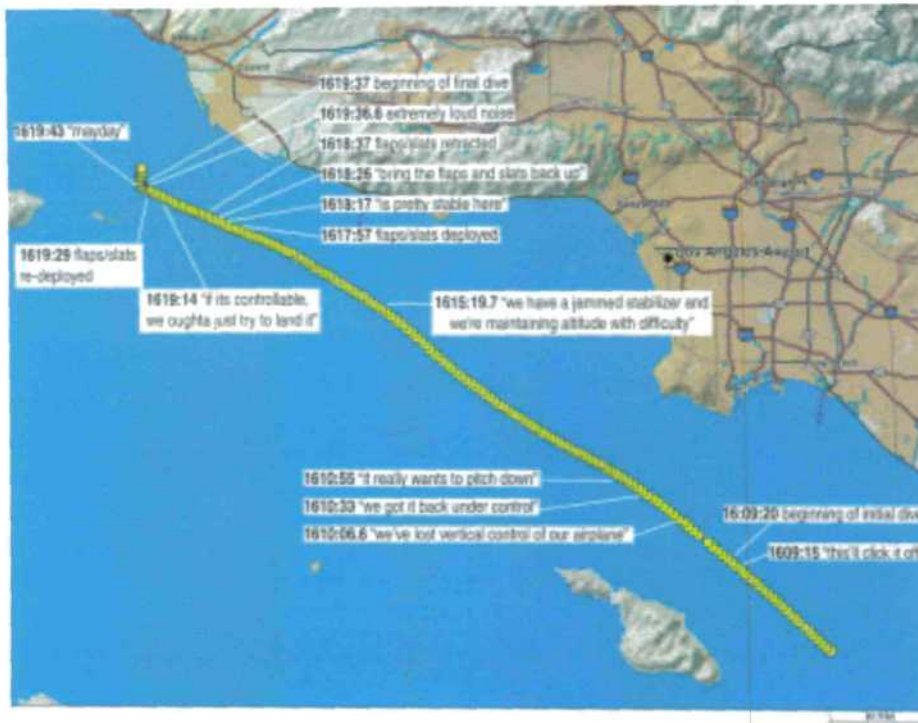 1619:37 beginning of final dive
1619:36.6 extremely loud noise
1619:43 "mayday"
1618:37 flaps/slats retracted
1618:26 "bring the flaps and slats back up"
1618:17 "is pretty stable here"
1617:57 flaps/slats deployed
1619:29 flaps/slats
re-deployed
Los Angeles Airport
1619:14 "if its controllable,
we oughta just try to land it"
1615:19.7 "we have a jammed stabilizer and
we're maintaining altitude with difficulty"
1610:55 "it really wants to pitch down"
1610:33 "we got it back under control"
16:09:20 beginning of initial dive
1610:06.6 "we've lost vertical control of our airplane"
1609:15 "this'll click it off